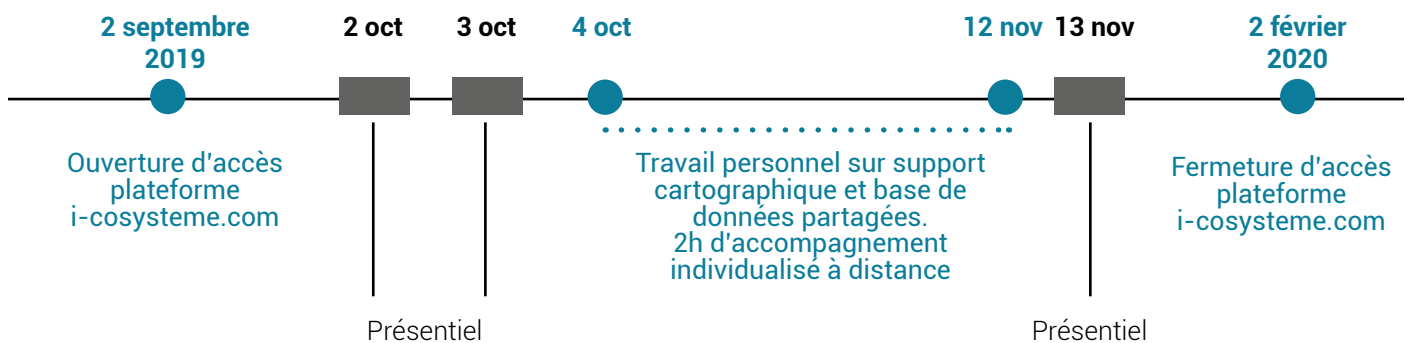 2 septembre
2019
2 oct
3 oct
4 oct
12 nov
13 nov
2 février
2020
Ouverture d'accès
plateforme
i-cosysteme.com
Travail personnel sur support
cartographique et base de
données partagées.
2h d'accompagnement
individualisé à distance
Fermeture d'accès
plateforme
i-cosysteme.com
Présentiel
Présentiel